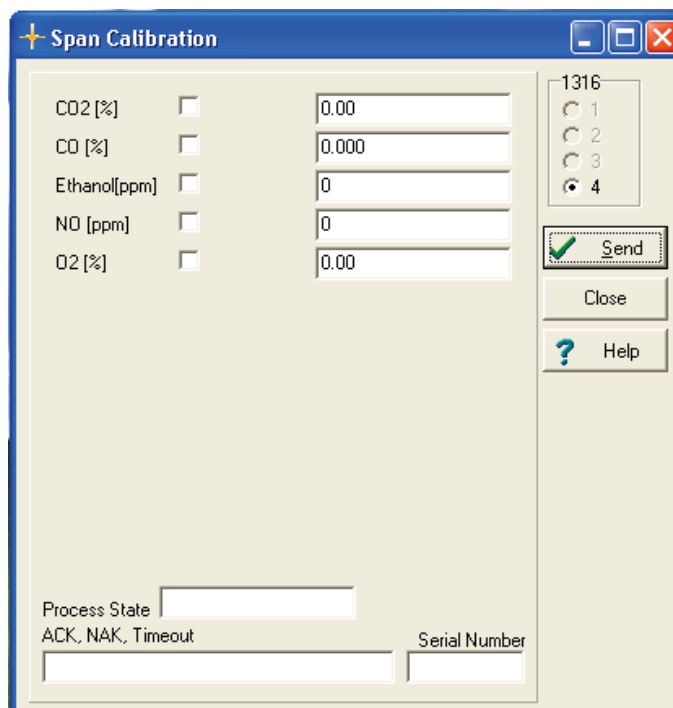 Span Calibration
CO2 [%] 0.00
CO [%] 0.000
Ethanol[ppm] 0
NO [ppm] 0
O2 [%] 0.00
1316
1
2
3
4
Send
Close
? Help
Process State
ACK, NAK, Timeout
Serial Number